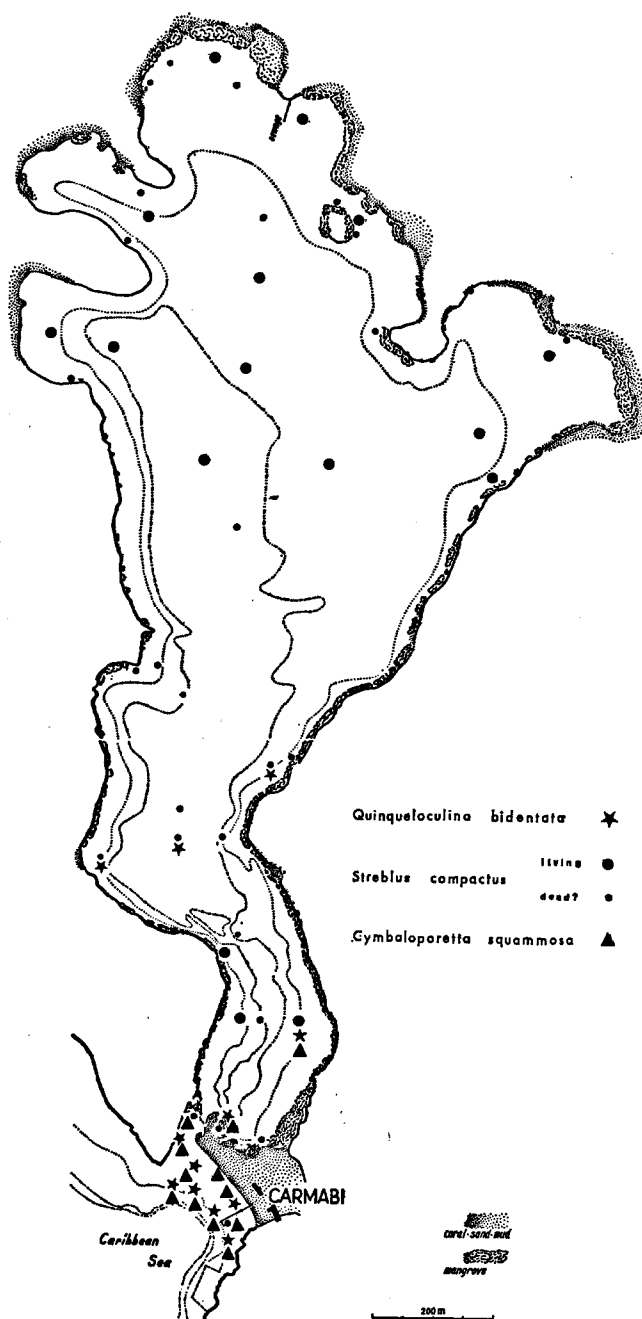 Quinqueloculina bidentata
living
Streblus compactus
dead?
Cymbaloporetta squammosa
CARMABI
Caribbean
Sea
coral-sand-mud
mangrove
200 m